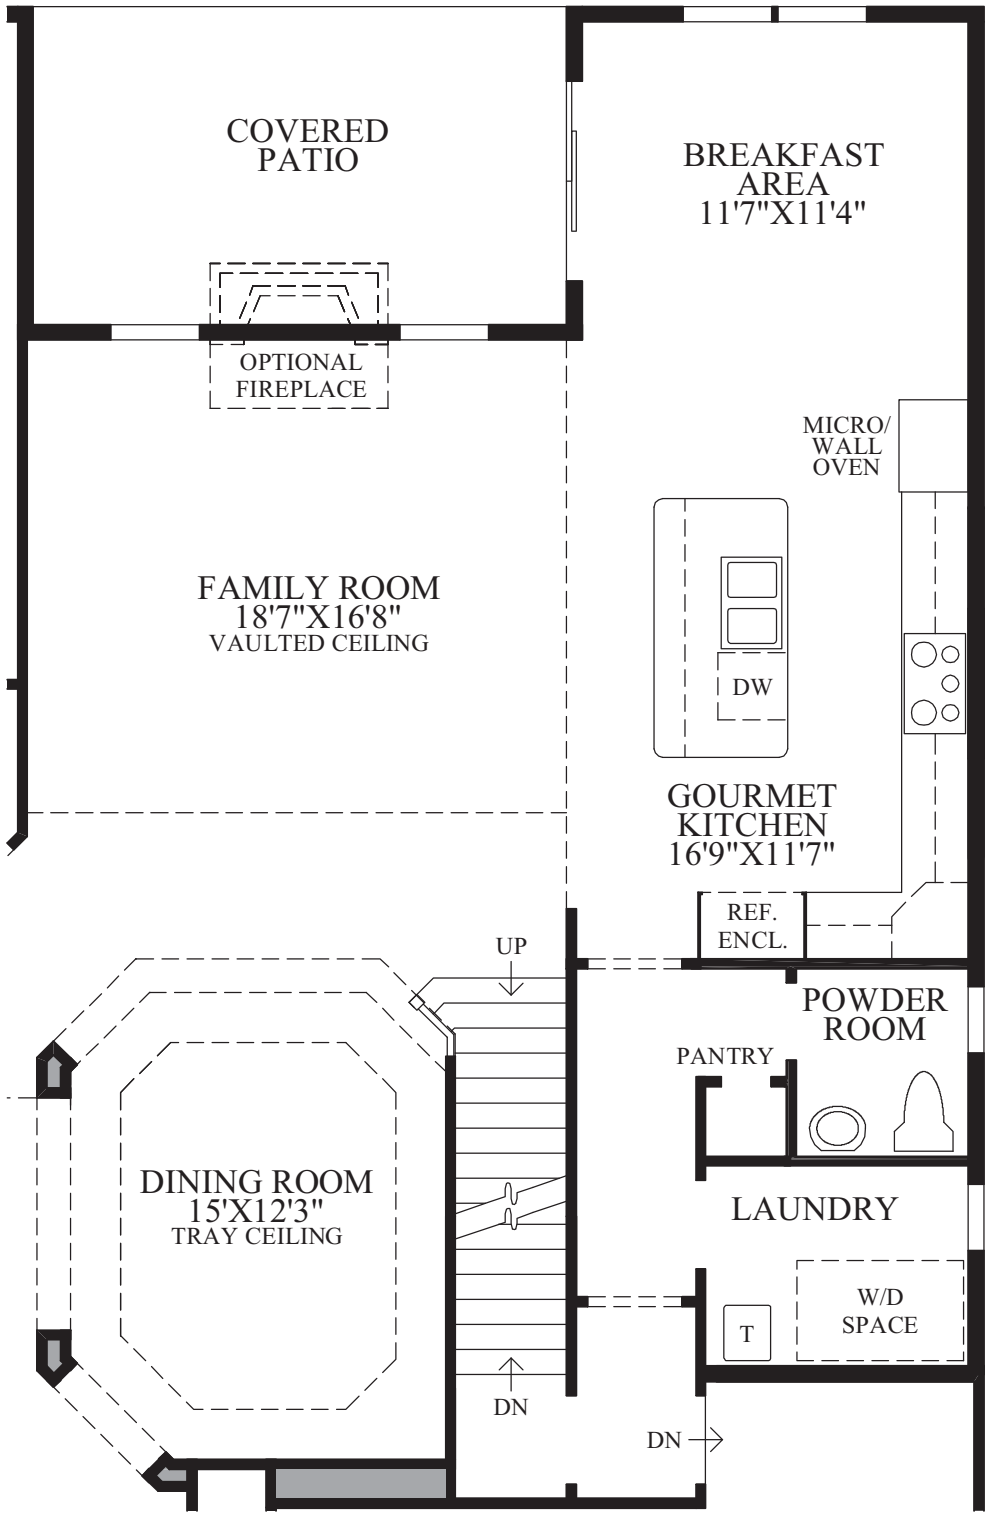 COVERED
PATIO
BREAKFAST
AREA
11'7"X11'4"
OPTIONAL
FIREPLACE
MICRO/
WALL
OVEN
FAMILY ROOM
18'7"X16'8"
VAULTED CEILING
DW
GOURMET
KITCHEN
16'9"X11'7"
REF.
ENCL.
UP
POWDER
ROOM
PANTRY
DINING ROOM
15'X12'3"
TRAY CEILING
LAUNDRY
W/D
SPACE
T
DN
DN